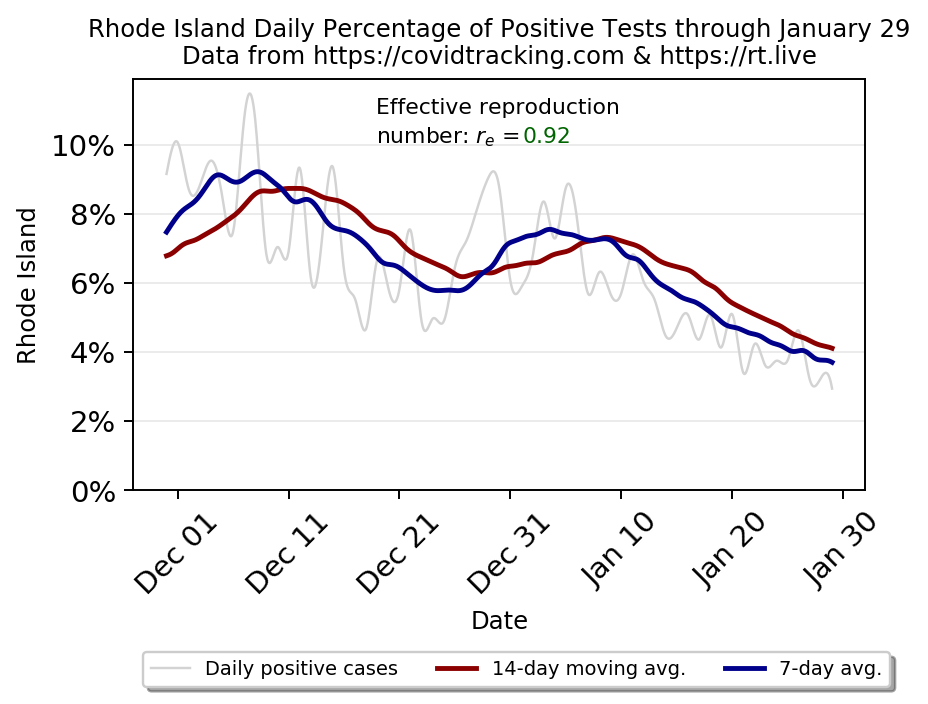 Rhode Island Daily Percentage of Positive Tests through January 29
Data from https://covidtracking.com & https://rt.live
Effective reproduction
number: rₑ =0.92
10%
8%
6%
4%
2%
0%
Rhode Island
Dec 01
Dec 11
Dec 21
Dec 31
Jan 10
Jan 20
Jan 30
Date
Daily positive cases
14-day moving avg.
7-day avg.